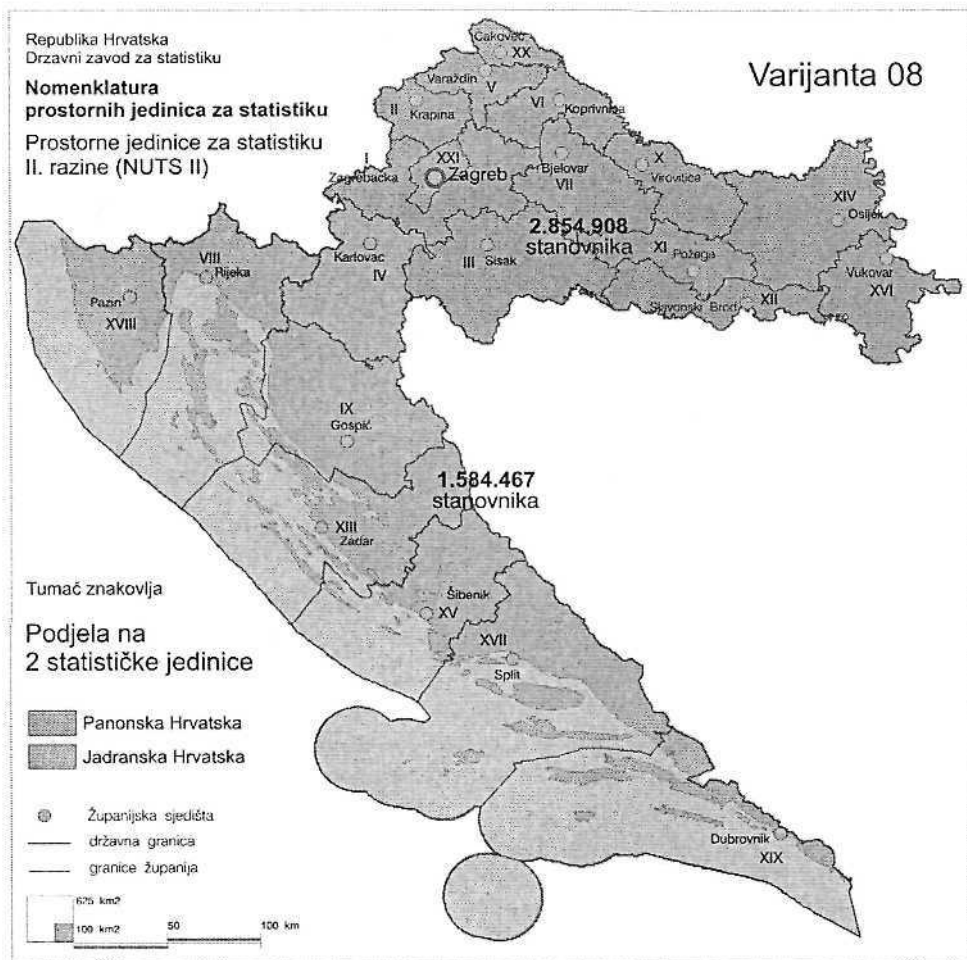 Republika Hrvatska
Drzavni zavod za statistiku
Nomenklatura
prostornih jedinica za statistiku
Prostorne jedinice za statistiku
II. razine (NUTS II)
Varijanta 08
Čakovec
XX
Varaždin
V
II
Krapina
VI
Koprivnica
I
Zagrebačka
XXI
Zagreb
Bjelovar
VII
X
Virovitica
XIV
Osijek
2.854.908
stanovnika
VIII
Rijeka
Karlovac
IV
III
Sisak
XI
Požega
Vukovar
XVI
Pazin
XVIII
Slavonski Brod
XII
IX
Gospić
1.584.467
stanovnika
XIII
Zadar
Šibenik
XV
XVII
Split
Dubrovnik
XIX
Tumač znakovlja
Podjela na
2 statističke jedinice
Panonska Hrvatska
Jadranska Hrvatska
Županijska sjedišta
državna granica
granice županija
625 km2
100 km2
50
100 km